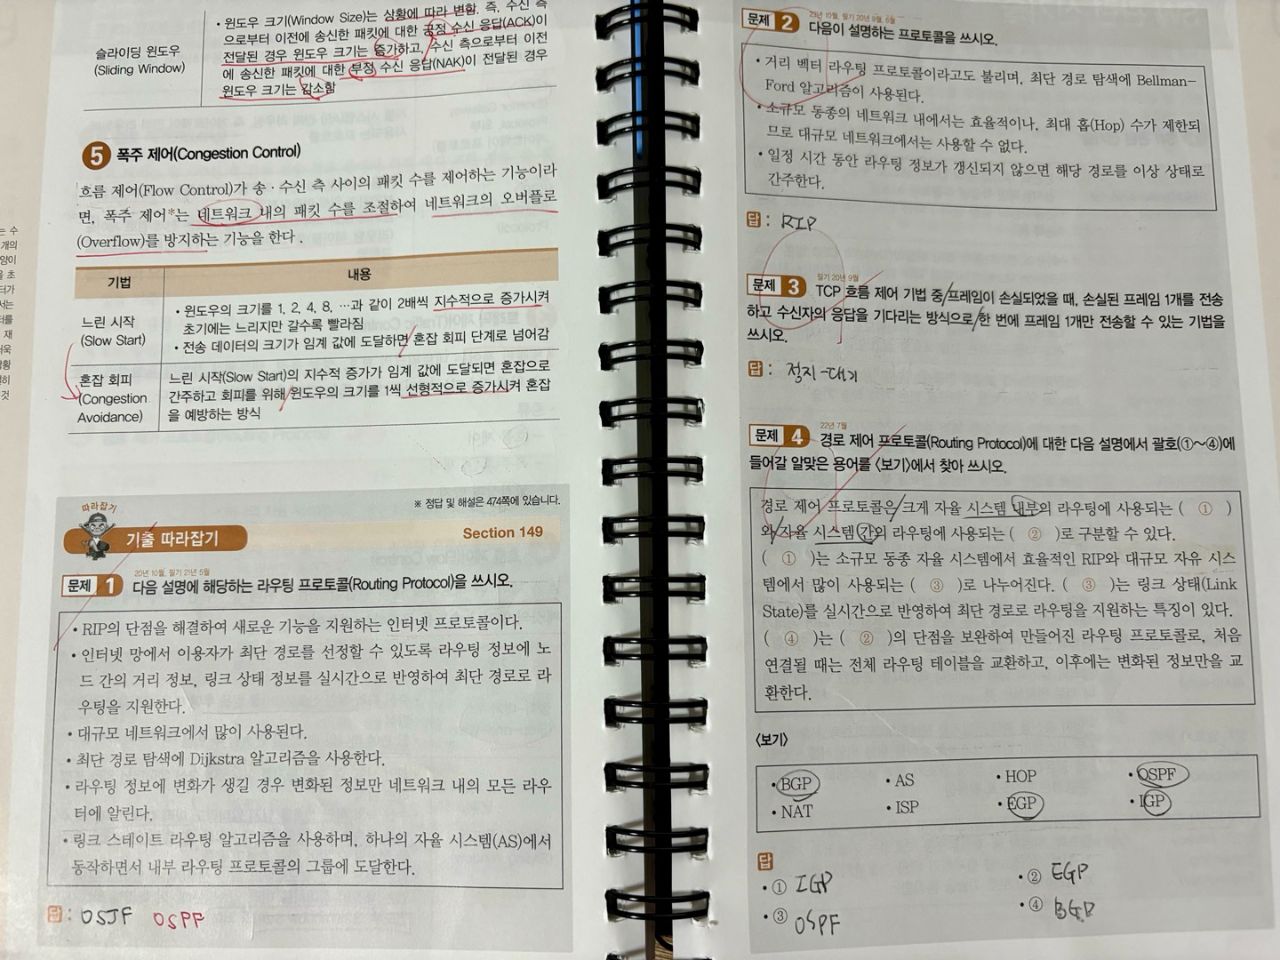 슬라이딩 윈도우
(Sliding Window)
• 윈도우 크기(Window Size)는 상황에 따라 변함. 즉, 수신 측
으로부터 이전에 송신한 패킷에 대한 긍정 수신 응답(ACK)이
전달된 경우 윈도우 크기는 증가하고, 수신 측으로부터 이전
에 송신한 패킷에 대한 부정 수신 응답(NAK)이 전달된 경우
윈도우 크기는 감소함
5 폭주 제어(Congestion Control)
흐름 제어(Flow Control)가 송·수신 측 사이의 패킷 수를 제어하는 기능이라
면, 폭주 제어*는 네트워크 내의 패킷 수를 조절하여 네트워크의 오버플로
(Overflow)를 방지하는 기능을 한다.
기법 내용
느린 시작
(Slow Start)
• 윈도우의 크기를 1, 2, 4, 8, …과 같이 2배씩 지수적으로 증가시켜
초기에는 느리지만 갈수록 빨라짐
• 전송 데이터의 크기가 임계 값에 도달하면 혼잡 회피 단계로 넘어감
혼잡 회피
(Congestion
Avoidance)
느린 시작(Slow Start)의 지수적 증가가 임계 값에 도달되면 혼잡으로
간주하고 회피를 위해 윈도우의 크기를 1씩 선형적으로 증가시켜 혼잡
을 예방하는 방식
※ 정답 및 해설은 474쪽에 있습니다.
따라잡기
기출 따라잡기 Section 149
20년 10월, 필기 21년 5월
문제 1 다음 설명에 해당하는 라우팅 프로토콜(Routing Protocol)을 쓰시오.
• RIP의 단점을 해결하여 새로운 기능을 지원하는 인터넷 프로토콜이다.
• 인터넷 망에서 이용자가 최단 경로를 선정할 수 있도록 라우팅 정보에 노
드 간의 거리 정보, 링크 상태 정보를 실시간으로 반영하여 최단 경로로 라
우팅을 지원한다.
• 대규모 네트워크에서 많이 사용된다.
• 최단 경로 탐색에 Dijkstra 알고리즘을 사용한다.
• 라우팅 정보에 변화가 생길 경우 변화된 정보만 네트워크 내의 모든 라우
터에 알린다.
• 링크 스테이트 라우팅 알고리즘을 사용하며, 하나의 자율 시스템(AS)에서
동작하면서 내부 라우팅 프로토콜의 그룹에 도달한다.
답 : OSJF OSPF
문제 2 다음이 설명하는 프로토콜을 쓰시오.
• 거리 벡터 라우팅 프로토콜이라고도 불리며, 최단 경로 탐색에 Bellman-
Ford 알고리즘이 사용된다.
• 소규모 동종의 네트워크 내에서는 효율적이나, 최대 홉(Hop) 수가 제한되
므로 대규모 네트워크에서는 사용할 수 없다.
• 일정 시간 동안 라우팅 정보가 갱신되지 않으면 해당 경로를 이상 상태로
간주한다.
답 : RIP
필기 20년 9월
문제 3 TCP 흐름 제어 기법 중 프레임이 손실되었을 때, 손실된 프레임 1개를 전송
하고 수신자의 응답을 기다리는 방식으로 한 번에 프레임 1개만 전송할 수 있는 기법을
쓰시오.
답 : 정지-대기
22년 7월
문제 4 경로 제어 프로토콜(Routing Protocol)에 대한 다음 설명에서 괄호(①~④)에
들어갈 알맞은 용어를 〈보기〉에서 찾아 쓰시오.
경로 제어 프로토콜은 크게 자율 시스템 내부의 라우팅에 사용되는 ( ① )
와 자율 시스템 간의 라우팅에 사용되는 ( ② )로 구분할 수 있다.
( ① )는 소규모 동종 자율 시스템에서 효율적인 RIP와 대규모 자유 시스
템에서 많이 사용되는 ( ③ )로 나누어진다. ( ③ )는 링크 상태(Link
State)를 실시간으로 반영하여 최단 경로로 라우팅을 지원하는 특징이 있다.
( ④ )는 ( ② )의 단점을 보완하여 만들어진 라우팅 프로토콜로, 처음
연결될 때는 전체 라우팅 테이블을 교환하고, 이후에는 변화된 정보만을 교
환한다.
〈보기〉
• BGP • AS • HOP • OSPF
• NAT • ISP • EGP • IGP
답
• ① IGP • ② EGP
• ③ OSPF • ④ BGP